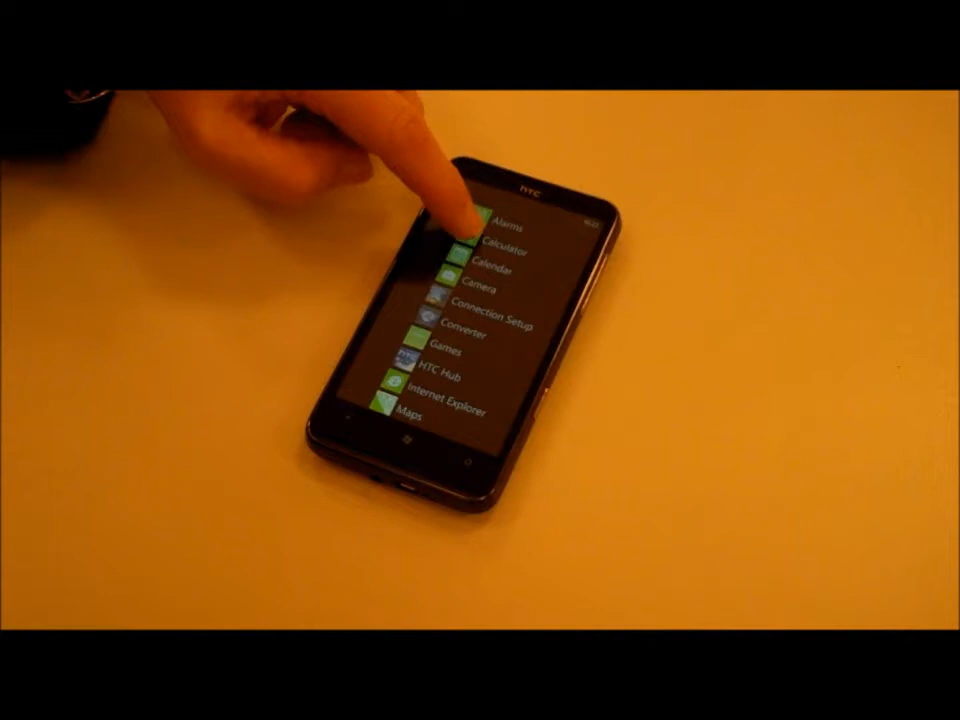 hTC
Alarms
Calculator
Calendar
Camera
Connection Setup
Converter
Games
HTC Hub
Internet Explorer
Maps